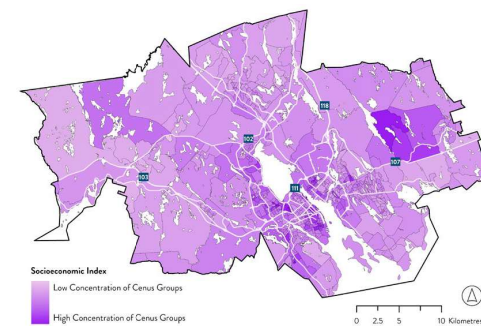 118
102
107
103
111
Socioeconomic Index
Low Concentration of Cenus Groups
High Concentration of Cenus Groups
0 2.5 5 10 Kilometres